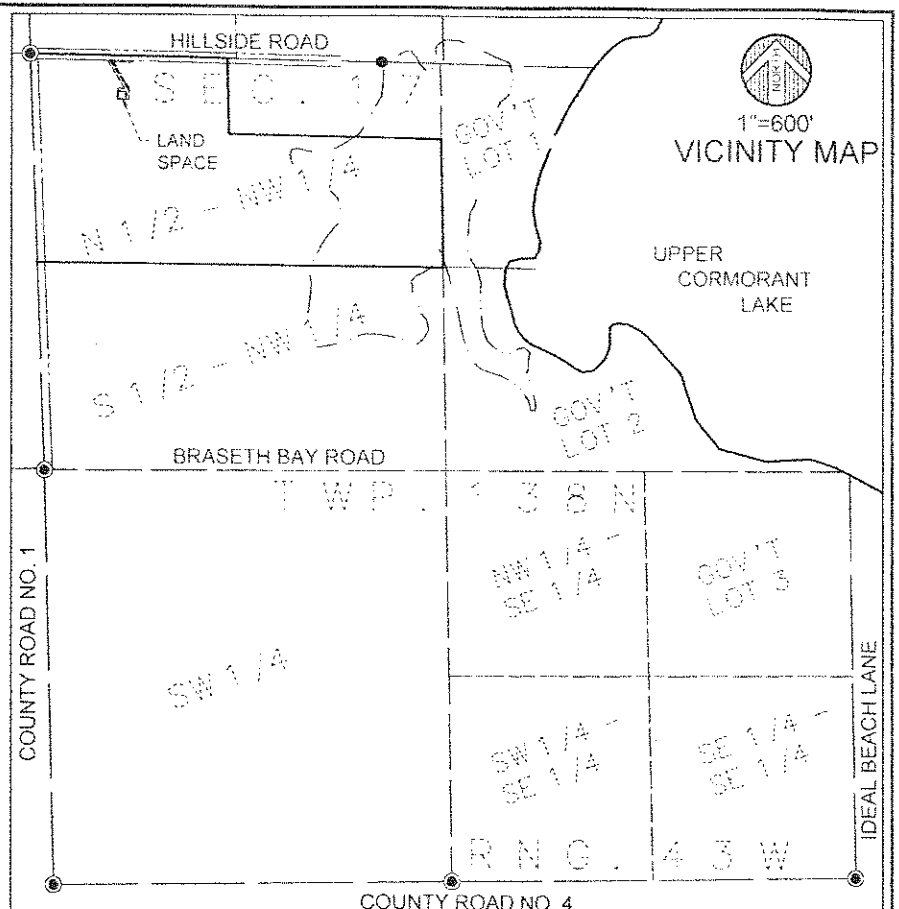 HILLSIDE ROAD
SEC. 17
NORTH
1"=600'
VICINITY MAP
LAND
SPACE
GOV'T
LOT 1
N 1/2 - NW 1/4
UPPER
CORMORANT
LAKE
S 1/2 - NW 1/4
GOV'T
LOT 2
BRASETH BAY ROAD
TWP. 138N
COUNTY ROAD NO. 1
NW 1/4 -
SE 1/4
GOV'T
LOT 3
SW 1/4
IDEAL BEACH LANE
SW 1/4 -
SE 1/4
SE 1/4 -
SE 1/4
RNG. 43W
COUNTY ROAD NO. 4